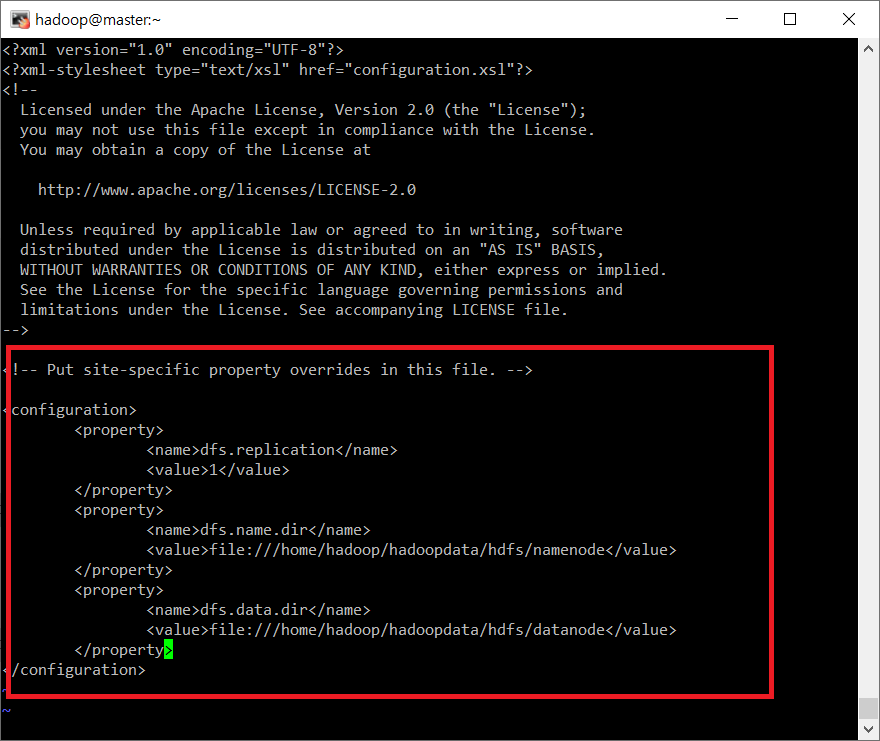 hadoop@master:~
<?xml version="1.0" encoding="UTF-8"?>
<?xml-stylesheet type="text/xsl" href="configuration.xsl"?>
<!--
  Licensed under the Apache License, Version 2.0 (the "License");
  you may not use this file except in compliance with the License.
  You may obtain a copy of the License at

    http://www.apache.org/licenses/LICENSE-2.0

  Unless required by applicable law or agreed to in writing, software
  distributed under the License is distributed on an "AS IS" BASIS,
  WITHOUT WARRANTIES OR CONDITIONS OF ANY KIND, either express or implied.
  See the License for the specific language governing permissions and
  limitations under the License. See accompanying LICENSE file.
-->

<!-- Put site-specific property overrides in this file. -->

<configuration>
        <property>
                <name>dfs.replication</name>
                <value>1</value>
        </property>
        <property>
                <name>dfs.name.dir</name>
                <value>file:///home/hadoop/hadoopdata/hdfs/namenode</value>
        </property>
        <property>
                <name>dfs.data.dir</name>
                <value>file:///home/hadoop/hadoopdata/hdfs/datanode</value>
        </property>
</configuration>
~
~